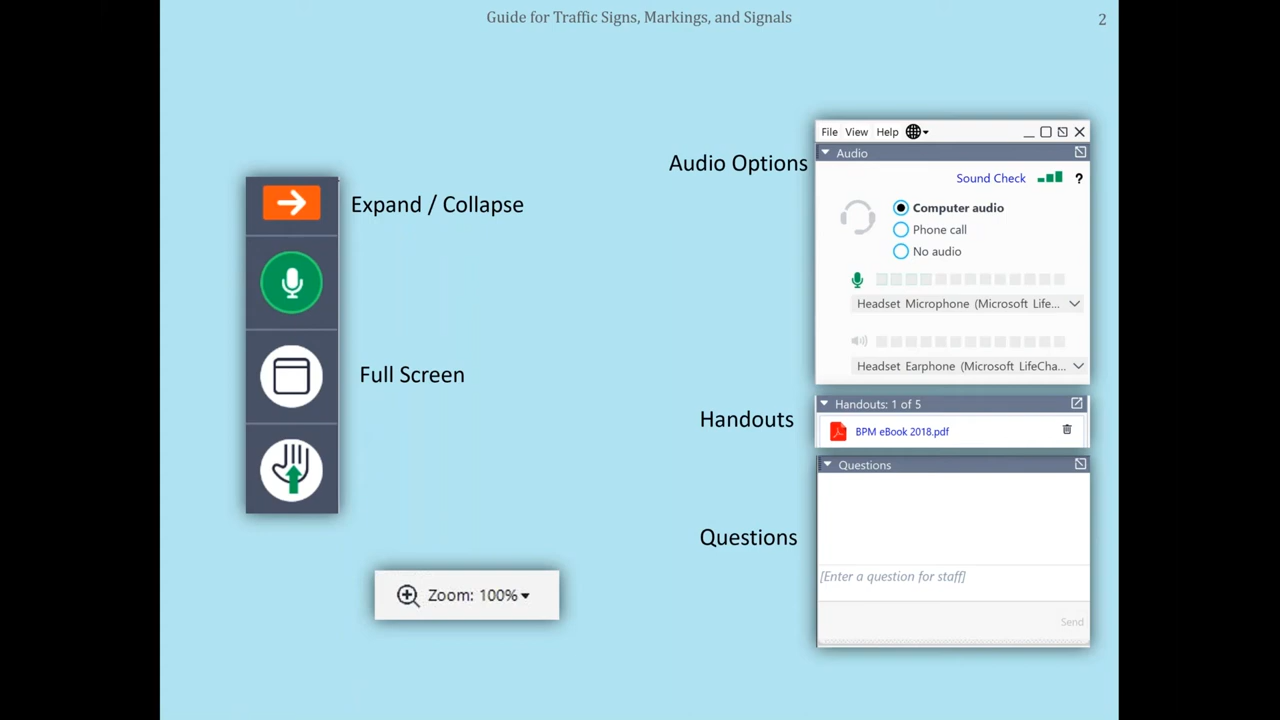 Guide for Traffic Signs, Markings, and Signals
2
Expand / Collapse
Full Screen
Zoom: 100%
Audio Options
File View Help
Audio
Sound Check ?
Computer audio
Phone call
No audio
Headset Microphone (Microsoft Life...
Headset Earphone (Microsoft LifeCha...
Handouts
Handouts: 1 of 5
BPM eBook 2018.pdf
Questions
Questions
[Enter a question for staff]
Send